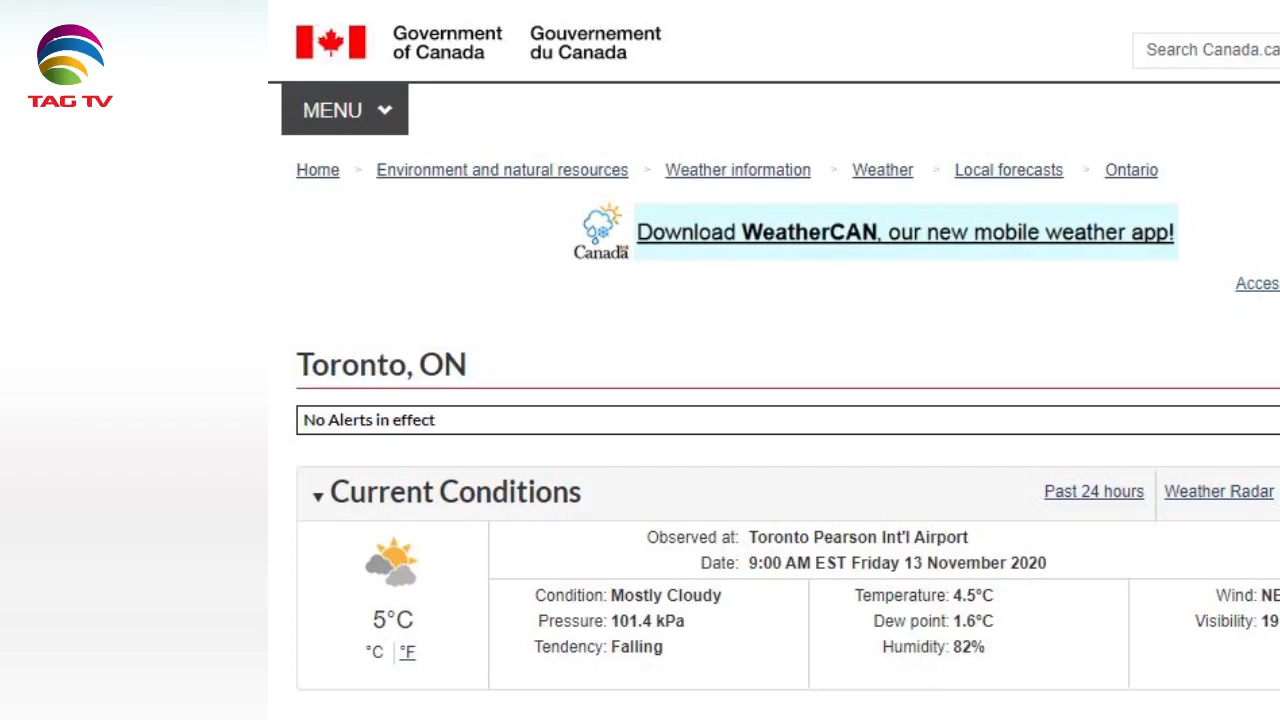 TAG TV
Government of Canada
Gouvernement du Canada
Search Canada.ca
MENU
Home > Environment and natural resources > Weather information > Weather > Local forecasts > Ontario
Canada
Download WeatherCAN, our new mobile weather app!
Toronto, ON
No Alerts in effect
Current Conditions
Past 24 hours
Weather Radar
5°C
°C
°F
Observed at: Toronto Pearson Int'l Airport
Date: 9:00 AM EST Friday 13 November 2020
Condition: Mostly Cloudy
Pressure: 101.4 kPa
Tendency: Falling
Temperature: 4.5°C
Dew point: 1.6°C
Humidity: 82%
Wind: NE
Visibility: 19